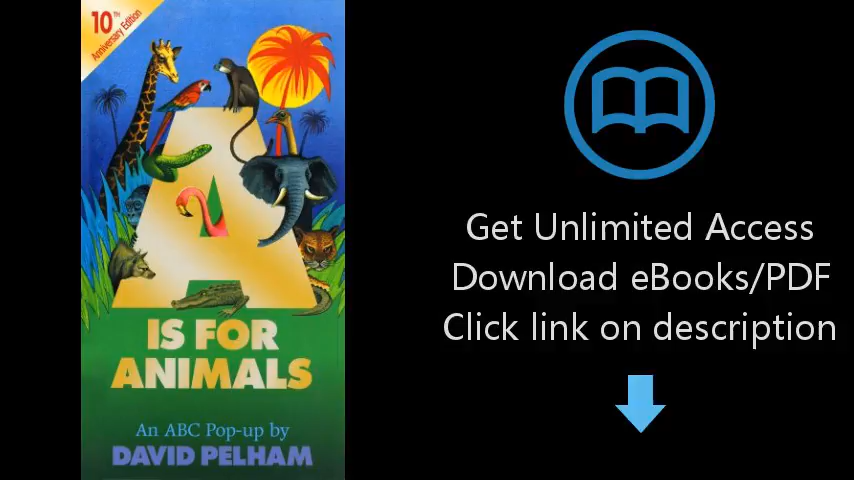 10TH
Anniversary Edition
A
IS FOR
ANIMALS
An ABC Pop-up by
DAVID PELHAM
Get Unlimited Access
Download eBooks/PDF
Click link on description